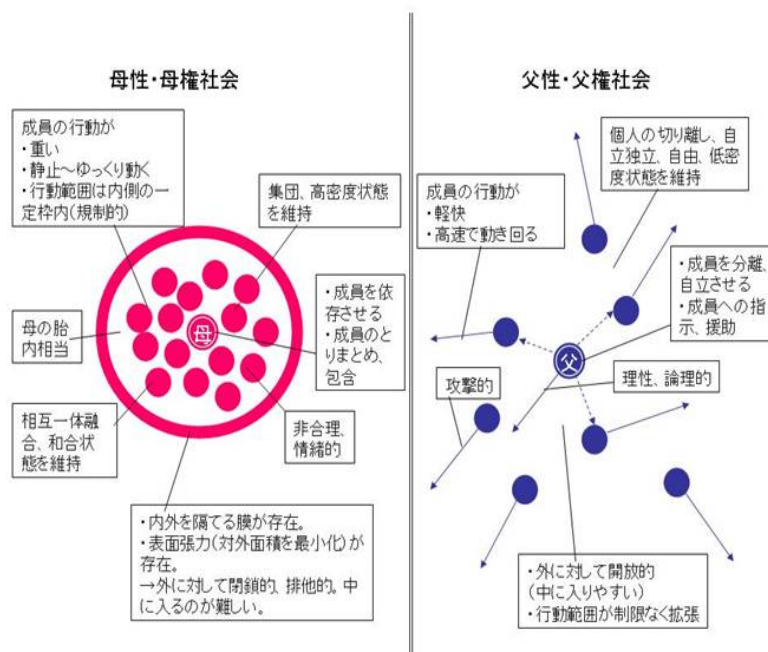 母性・母権社会
成員の行動が
・重い
・静止～ゆっくり動く
・行動範囲は内側の一
定枠内(規制的)
集団、高密度状態
を維持
母の胎
内相当
母
・成員を依
存させる
・成員のと
りまとめ、
包含
相互一体融
合、和合状
態を維持
非合理、
情緒的
・内外を隔てる膜が存在。
・表面張力(対外面積を最小化)が
存在。
→外に対して閉鎖的、排他的。中
に入るのが難しい。
父性・父権社会
個人の切り離し、自
立独立、自由、低密
度状態を維持
成員の行動が
・軽快
・高速で動き回る
・成員を分離、
自立させる
・成員への指
示、援助
父
攻撃的
理性、論理的
・外に対して開放的
(中に入りやすい)
・行動範囲が制限なく拡張